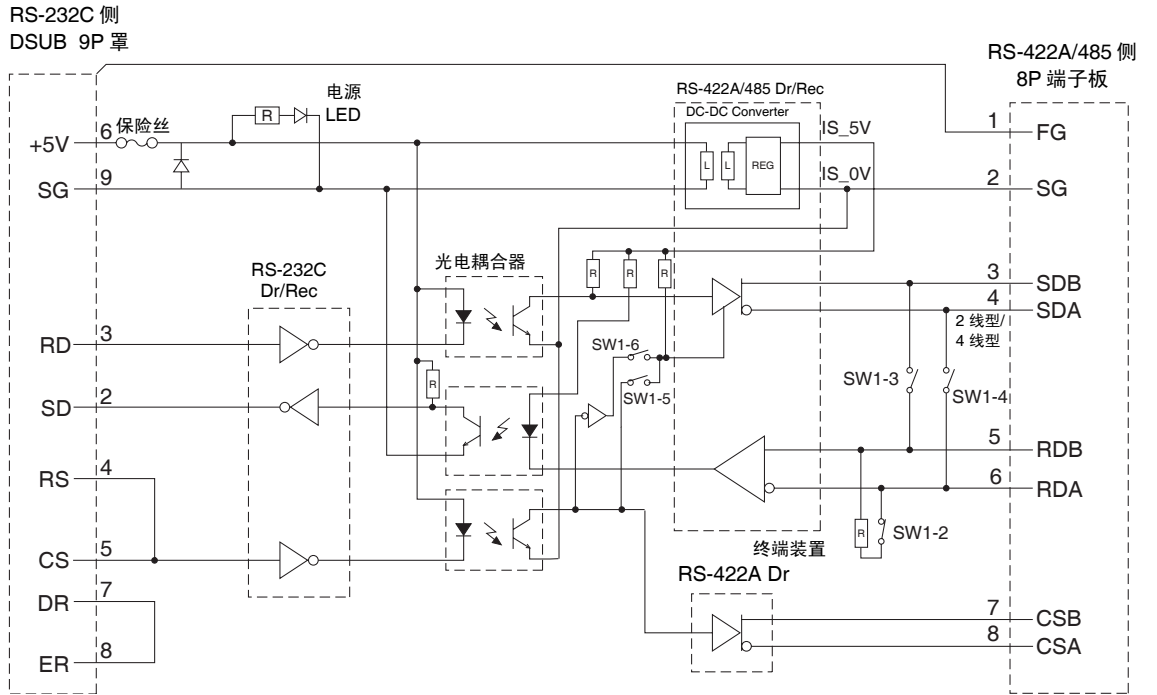 RS-232C 侧
DSUB 9P 罩
RS-422A/485 侧
8P 端子板
+5V
6
保险丝
R
电源
LED
SG
9
RS-422A/485 Dr/Rec
DC-DC Converter
L
L
REG
IS_5V
IS_0V
1
FG
2
SG
RS-232C
Dr/Rec
光电耦合器
R
R
R
3
SDB
4
SDA
2 线型/
4 线型
RD
3
SW1-6
SW1-5
R
SW1-3
SW1-4
SD
2
5
RDB
6
RDA
RS
4
CS
5
R
SW1-2
终端装置
RS-422A Dr
DR
7
ER
8
7
CSB
8
CSA